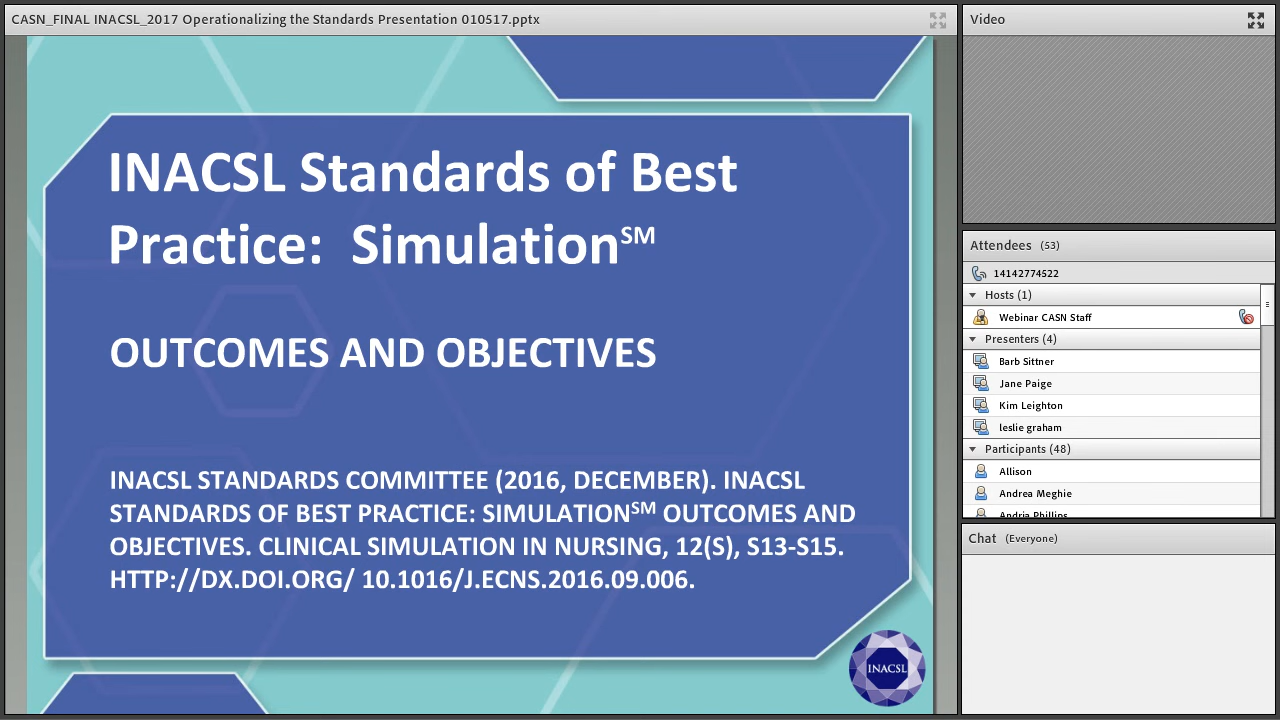 CASN_FINAL INACSL_2017 Operationalizing the Standards Presentation 010517.pptx
INACSL Standards of Best
Practice: Simulation℠
OUTCOMES AND OBJECTIVES
INACSL STANDARDS COMMITTEE (2016, DECEMBER). INACSL
STANDARDS OF BEST PRACTICE: SIMULATION℠ OUTCOMES AND
OBJECTIVES. CLINICAL SIMULATION IN NURSING, 12(S), S13-S15.
HTTP://DX.DOI.ORG/ 10.1016/J.ECNS.2016.09.006.
INACSL
Video
Attendees (53)
14142774522
Hosts (1)
Webinar CASN Staff
Presenters (4)
Barb Sittner
Jane Paige
Kim Leighton
leslie graham
Participants (48)
Allison
Andrea Meghie
Andria Phillips
Chat (Everyone)